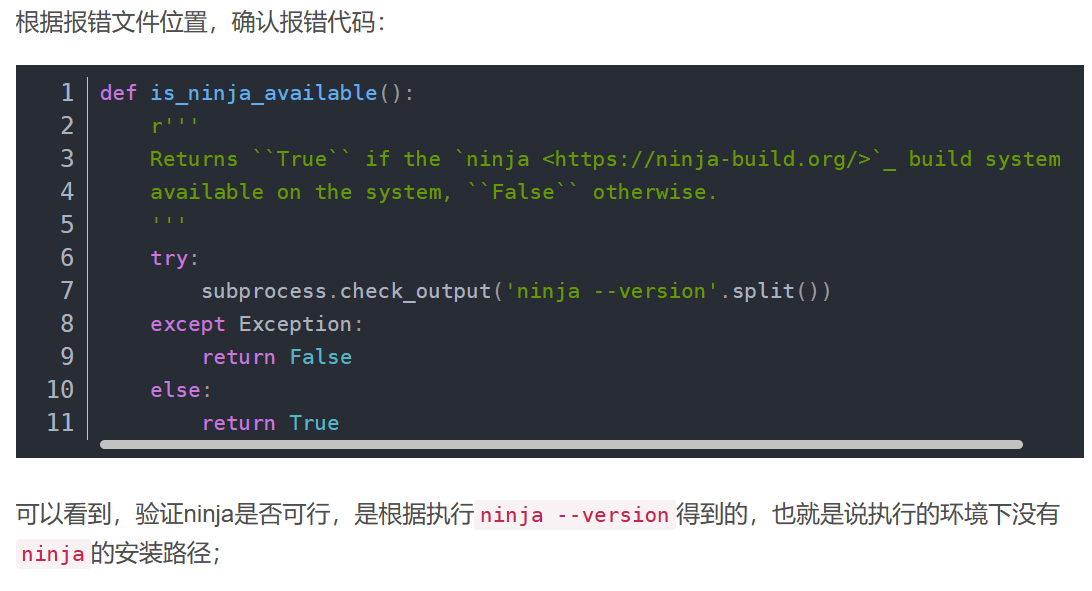 根据报错文件位置，确认报错代码：
1 def is_ninja_available():
2     r'''
3     Returns ``True`` if the `ninja <https://ninja-build.org/>`_ build system
4     available on the system, ``False`` otherwise.
5     '''
6     try:
7         subprocess.check_output('ninja --version'.split())
8     except Exception:
9         return False
10     else:
11         return True
可以看到，验证ninja是否可行，是根据执行ninja --version得到的，也就是说执行的环境下没有
ninja的安装路径；